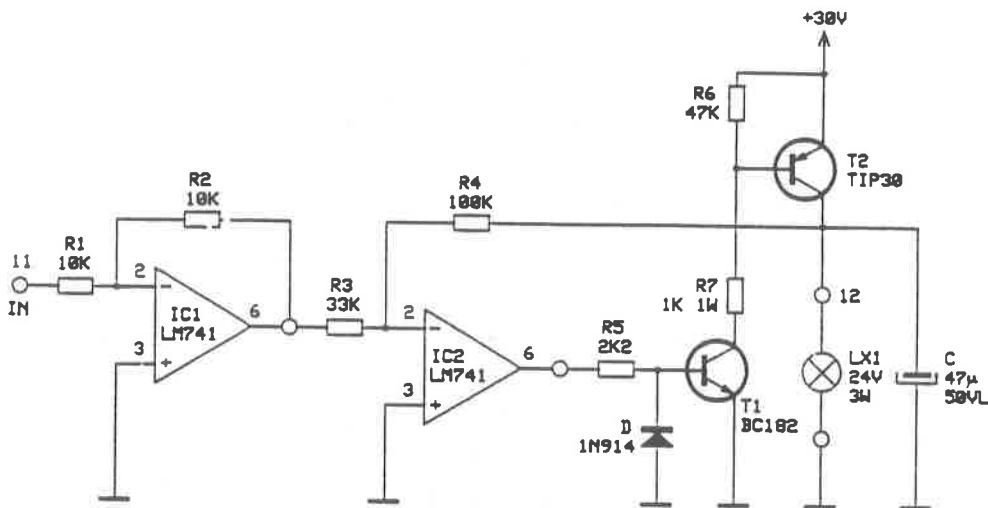 +30V
R6
47K
T2
TIP30
R2
10K
R4
100K
11
IN
R1
10K
2
3
IC1
LM741
6
R3
33K
2
3
IC2
LM741
6
R5
2K2
R7
1K 1W
T1
BC182
D
1N914
12
LX1
24V
3W
C
47µ
50VL